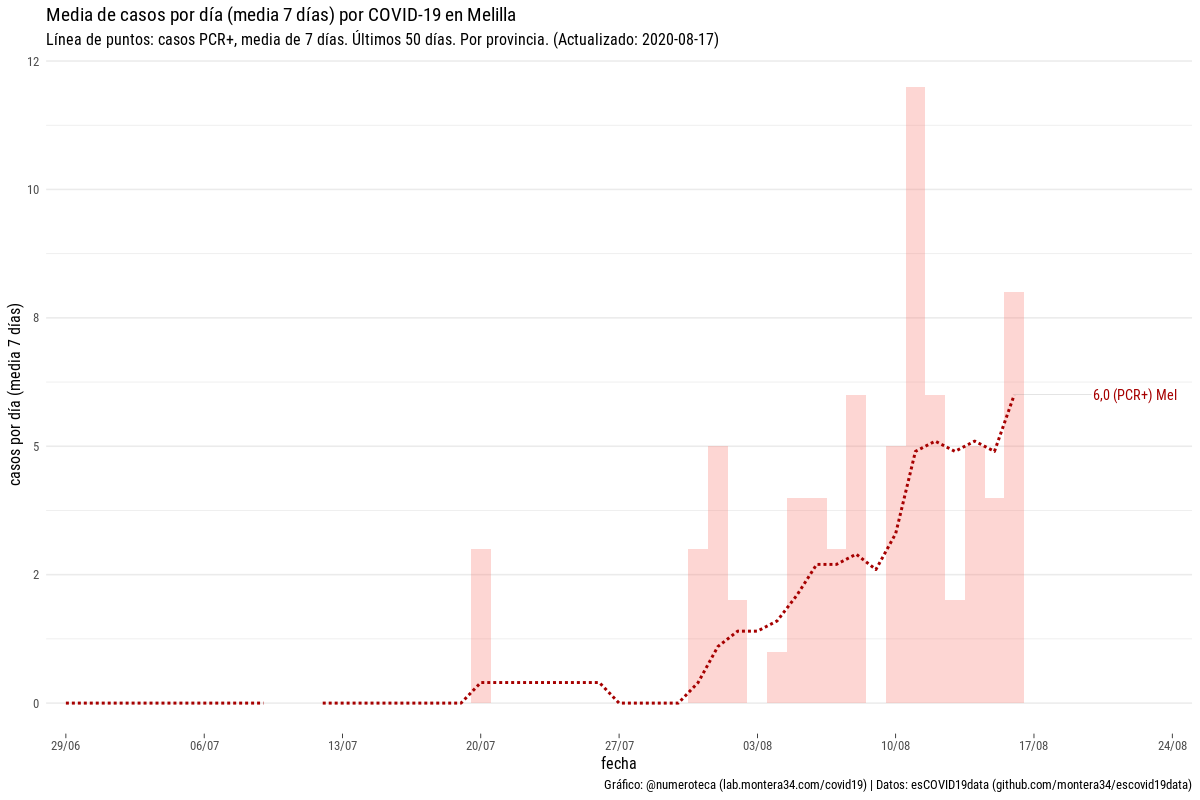 Media de casos por día (media 7 días) por COVID-19 en Melilla
Línea de puntos: casos PCR+, media de 7 días. Últimos 50 días. Por provincia. (Actualizado: 2020-08-17)
12
10
8
5
2
0
casos por día (media 7 días)
6,0 (PCR+) Mel
29/06
06/07
13/07
20/07
27/07
03/08
10/08
17/08
24/08
fecha
Gráfico: @numeroteca (lab.montera34.com/covid19) | Datos: esCOVID19data (github.com/montera34/escovid19data)